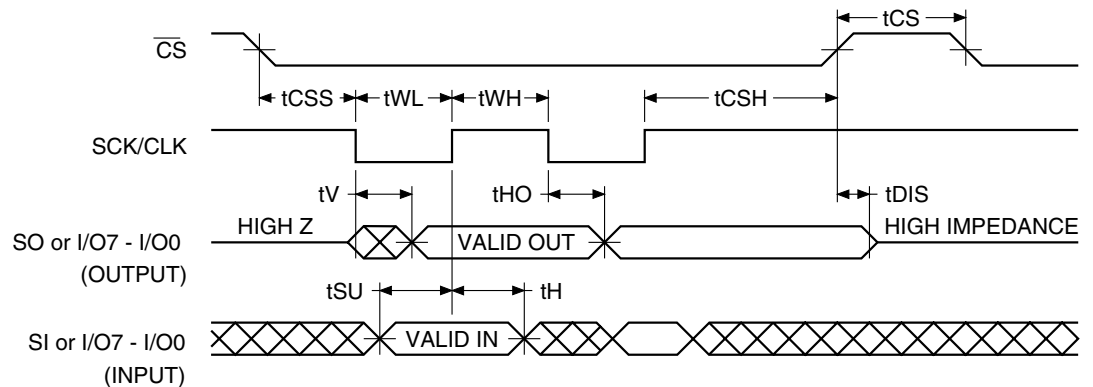 tCS
CS
tCSS tWL tWH tCSH
SCK/CLK
tV tHO tDIS
HIGH Z VALID OUT HIGH IMPEDANCE
SO or I/O7 - I/O0
(OUTPUT)
tSU tH
SI or I/O7 - I/O0 VALID IN
(INPUT)